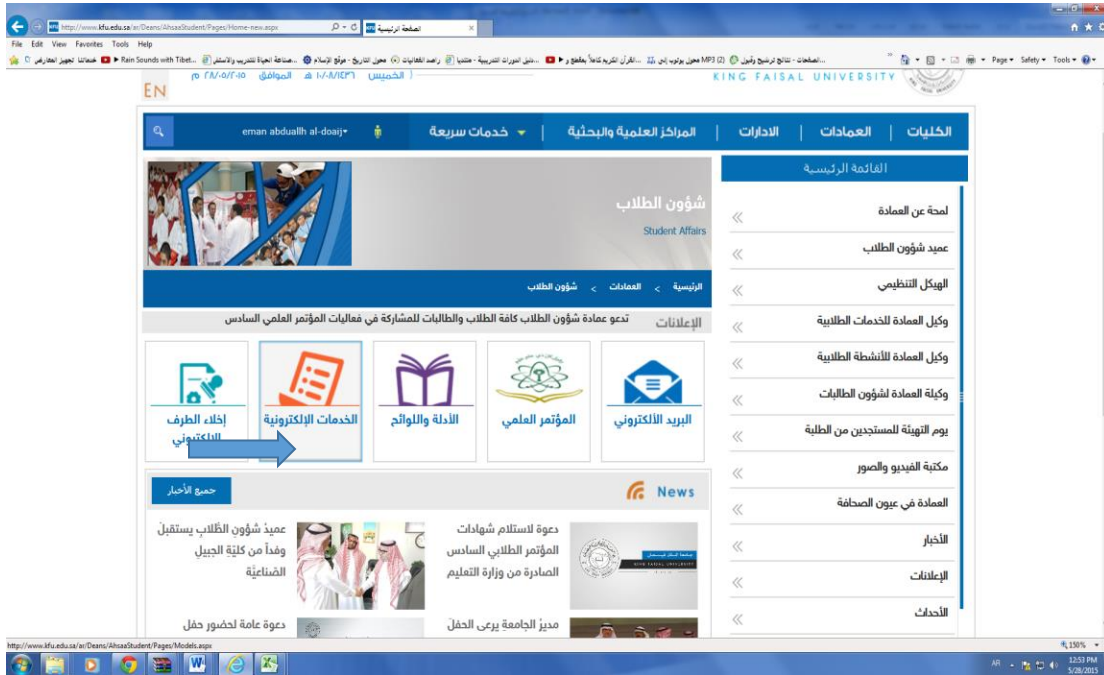 http://www.kfu.edu.sa/ar/Deans/AhsaaStudent/Pages/Home-new.aspx
الصفحة الرئيسية
File Edit View Favorites Tools Help
Page Safety Tools
KING FAISAL UNIVERSITY
الخميس ١٠/٠٨/١٤٣٦ هـ الموافق ٢٨/٠٥/٢٠١٥ م
EN
الكليات | العمادات | الادارات | المراكز العلمية والبحثية | خدمات سريعة
eman abduallh al-doaij
القائمة الرئيسية
لمحة عن العمادة
عميد شؤون الطلاب
الهيكل التنظيمي
وكيل العمادة للخدمات الطلابية
وكيل العمادة للأنشطة الطلابية
وكيلة العمادة لشؤون الطالبات
يوم التهيئة للمستجدين من الطلبة
مكتبة الفيديو والصور
العمادة في عيون الصحافة
الأخبار
الإعلانات
الأحداث
شؤون الطلاب
Student Affairs
الرئيسية > العمادات > شؤون الطلاب
الإعلانات
تدعو عمادة شؤون الطلاب كافة الطلاب والطالبات للمشاركة في فعاليات المؤتمر العلمي السادس
البريد الألكتروني
المؤتمر العلمي
الأدلة واللوائح
الخدمات الإلكترونية
إخلاء الطرف
News
جميع الأخبار
دعوة لاستلام شهادات
المؤتمر الطلابي السادس
الصادرة من وزارة التعليم
عميدُ شؤونِ الطُّلابِ يستقبلُ
وفداً من كليّةِ الجبيلِ
الصّناعيّة
مديرُ الجامعةِ يرعى الحفلَ
دعوة عامة لحضور حفل
http://www.kfu.edu.sa/ar/Deans/AhsaaStudent/Pages/Models.aspx
150%
AR
12:53 PM
5/28/2015